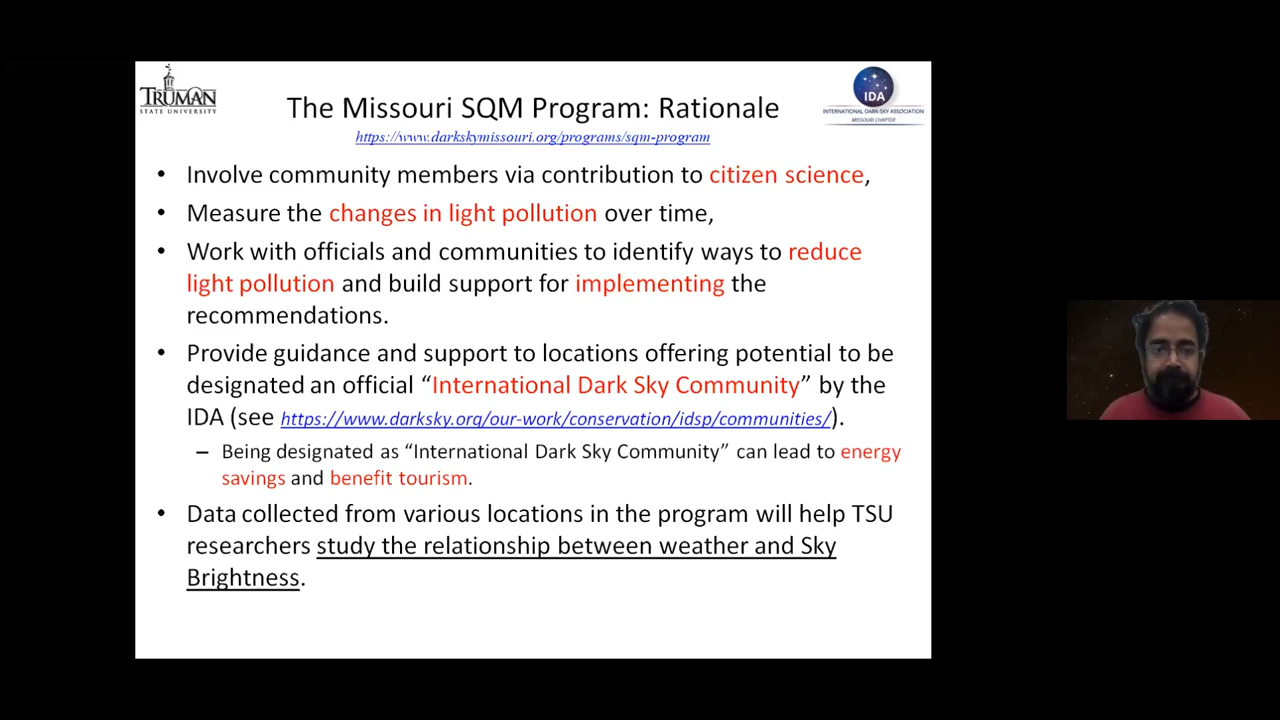 TRUMAN
STATE UNIVERSITY
The Missouri SQM Program: Rationale
IDA
INTERNATIONAL DARK-SKY ASSOCIATION
MISSOURI CHAPTER
https://www.darkskymissouri.org/programs/sqm-program
• Involve community members via contribution to citizen science,
• Measure the changes in light pollution over time,
• Work with officials and communities to identify ways to reduce
light pollution and build support for implementing the
recommendations.
• Provide guidance and support to locations offering potential to be
designated an official “International Dark Sky Community” by the
IDA (see https://www.darksky.org/our-work/conservation/idsp/communities/).
– Being designated as “International Dark Sky Community” can lead to energy
savings and benefit tourism.
• Data collected from various locations in the program will help TSU
researchers study the relationship between weather and Sky
Brightness.